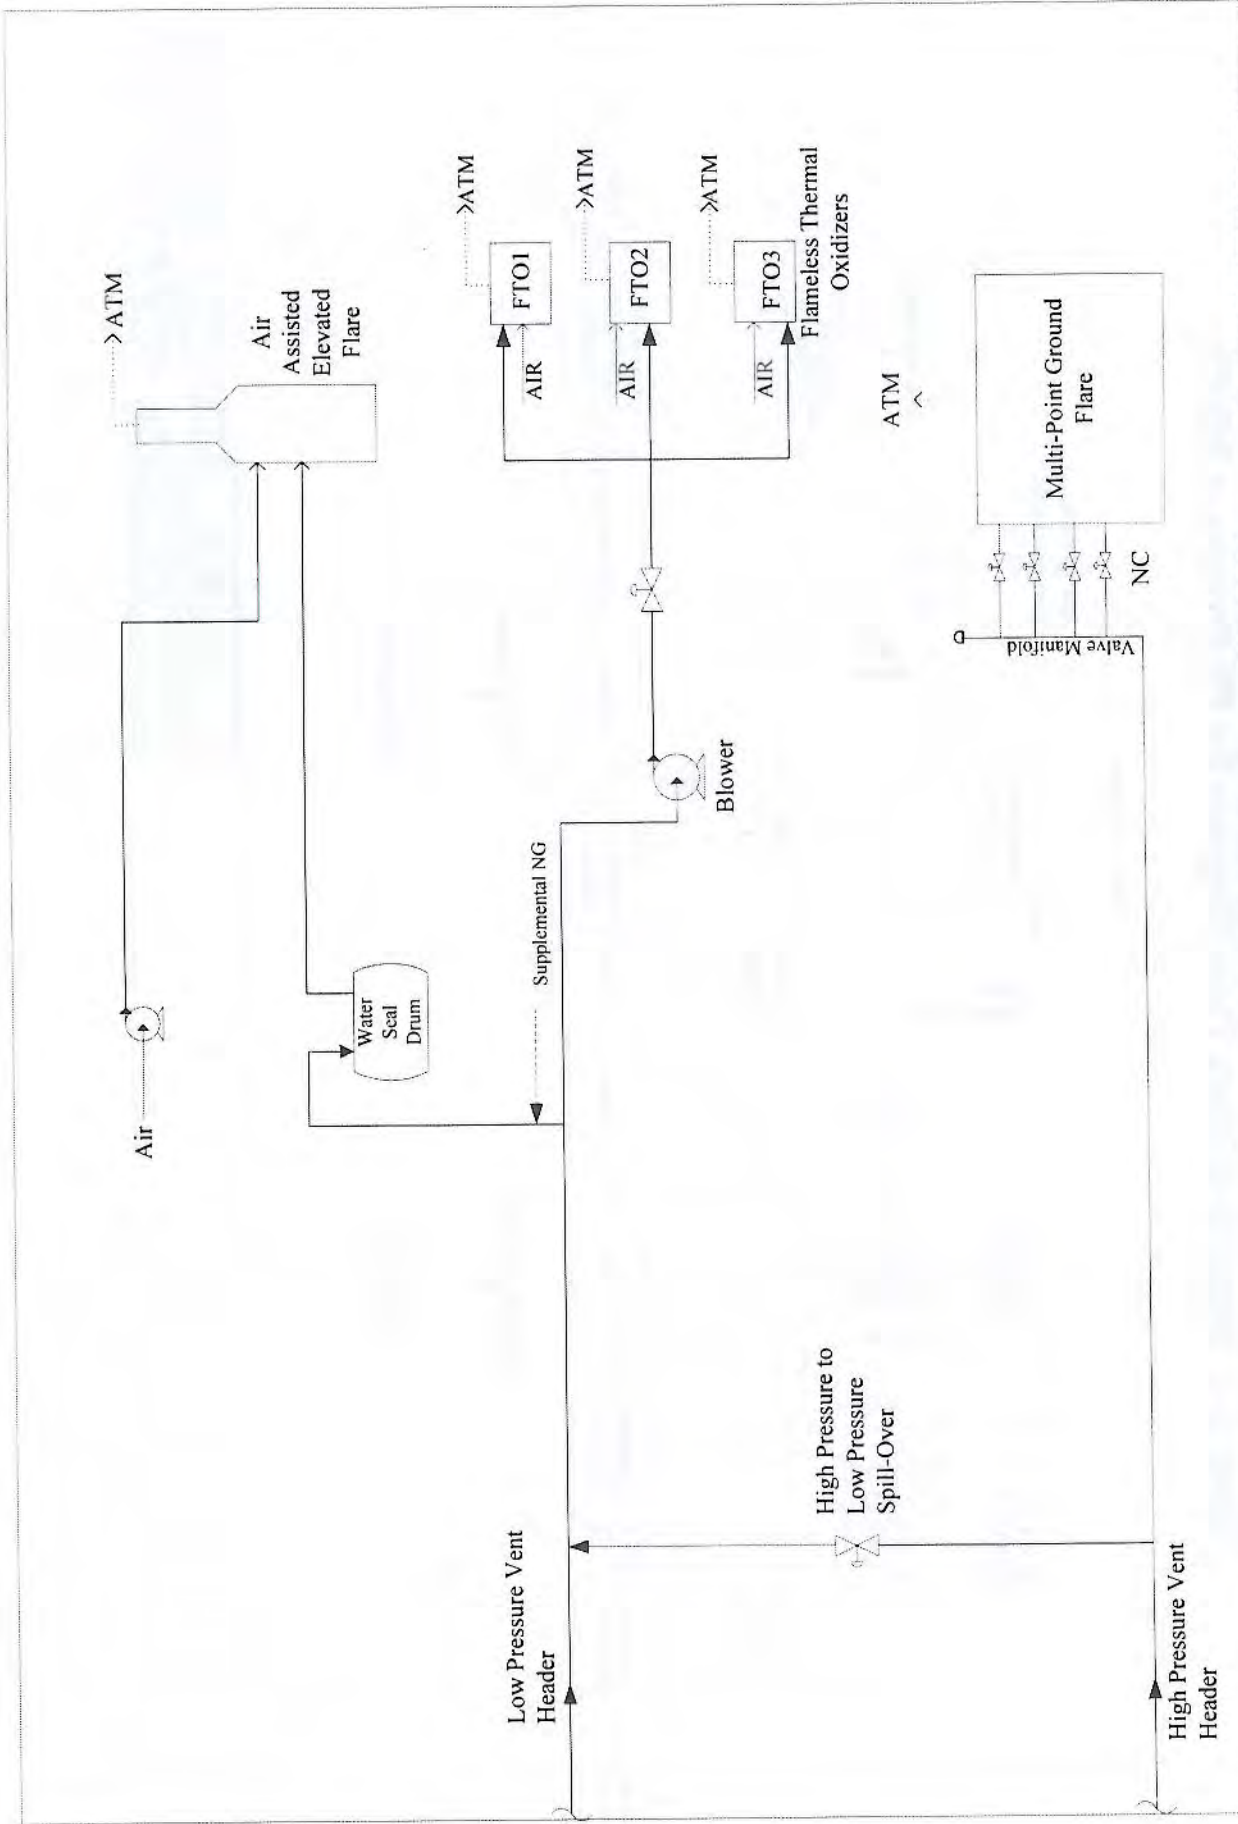 ATM
Air
Assisted
Elevated
Flare
Air
Water
Seal
Drum
Supplemental NG
Blower
ATM
FTO1
AIR
ATM
FTO2
AIR
ATM
FTO3
AIR
Flameless Thermal
Oxidizers
Low Pressure Vent
Header
High Pressure to
Low Pressure
Spill-Over
High Pressure Vent
Header
ATM
Multi-Point Ground
Flare
NC
Valve Manifold